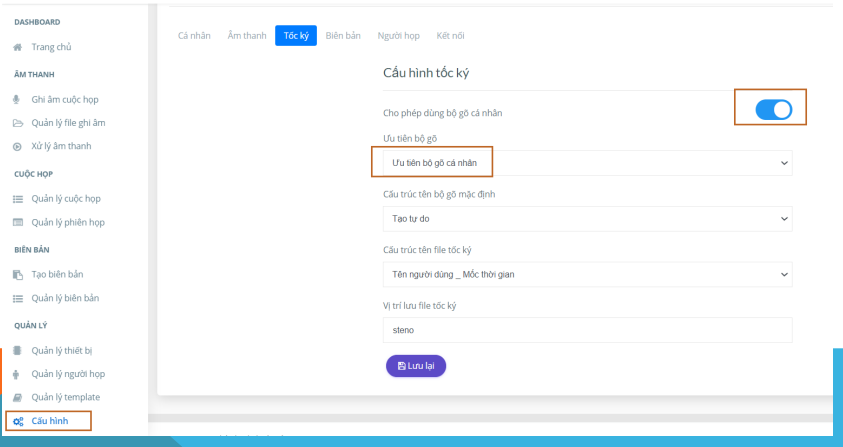 DASHBOARD
Trang chủ
ÂM THANH
Ghi âm cuộc họp
Quản lý file ghi âm
Xử lý âm thanh
CUỘC HỌP
Quản lý cuộc họp
Quản lý phiên họp
BIÊN BẢN
Tạo biên bản
Quản lý biên bản
QUẢN LÝ
Quản lý thiết bị
Quản lý người họp
Quản lý template
Cấu hình
Cá nhân Âm thanh Tốc ký Biên bản Người họp Kết nối
Cấu hình tốc ký
Cho phép dùng bộ gõ cá nhân
Ưu tiên bộ gõ
Ưu tiên bộ gõ cá nhân
Cấu trúc tên bộ gõ mặc định
Tạo tự do
Cấu trúc tên file tốc ký
Tên người dùng _ Mốc thời gian
Vị trí lưu file tốc ký
steno
Lưu lại